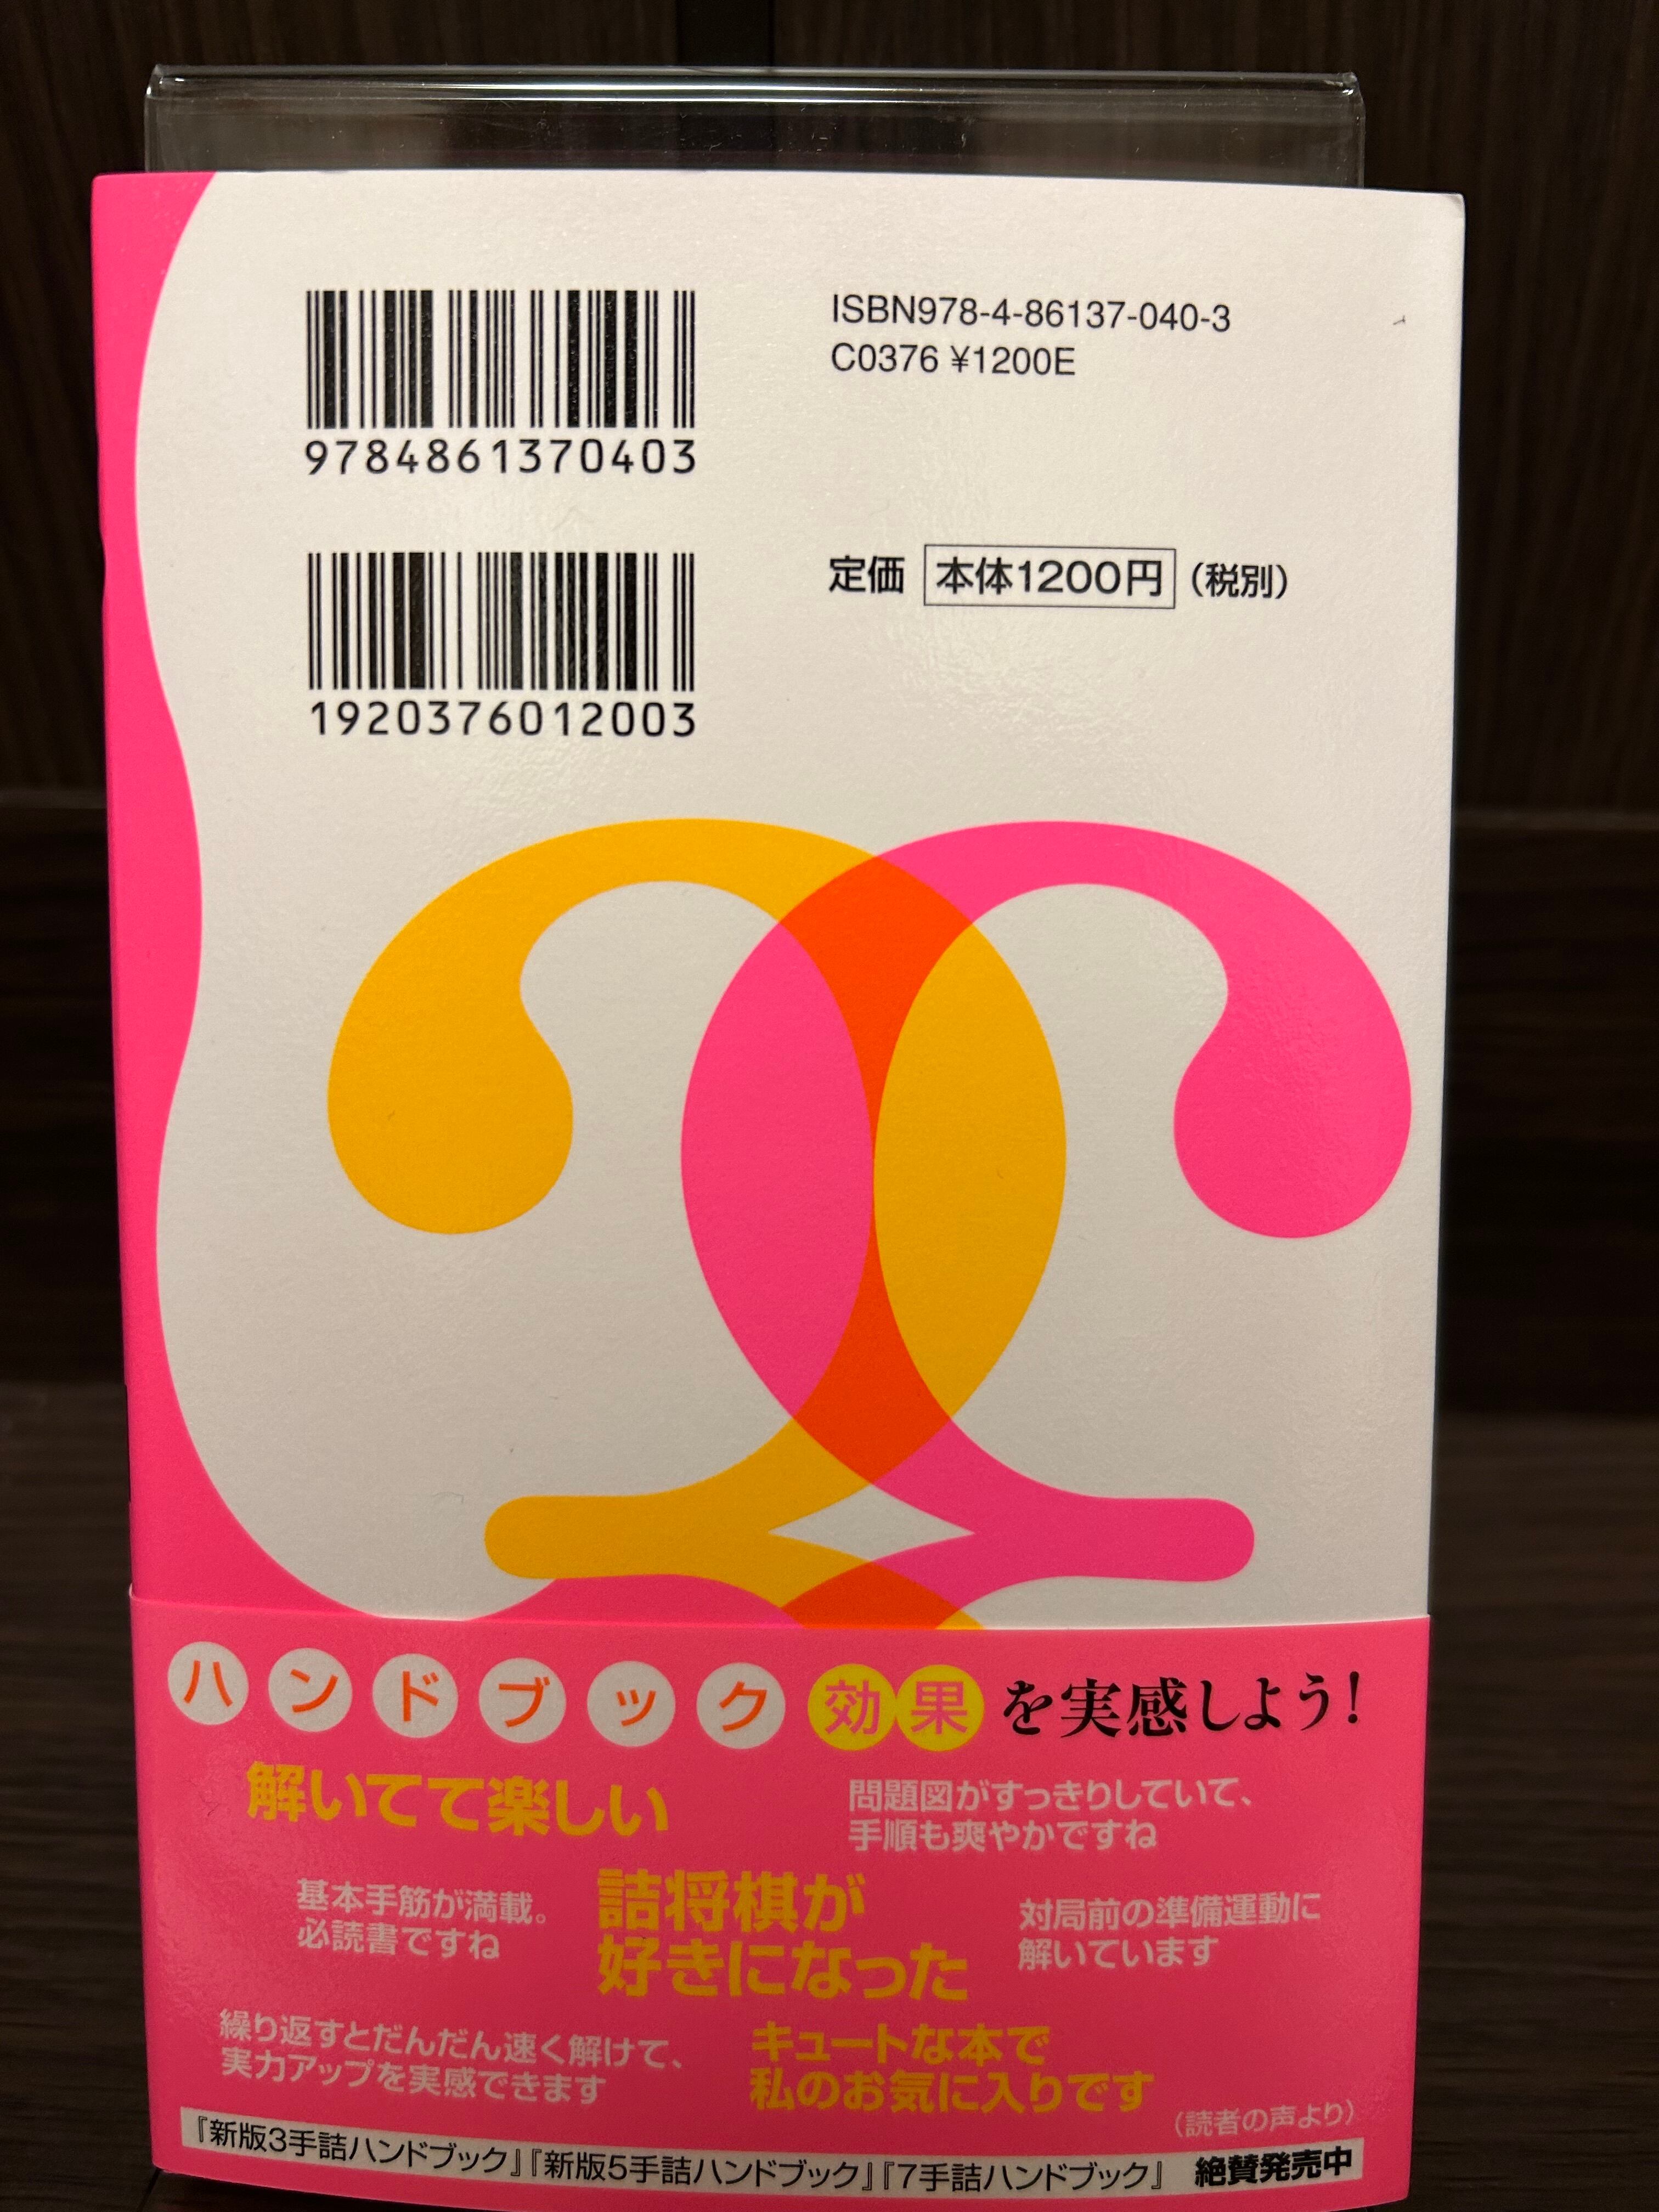 9784861370403
ISBN978-4-86137-040-3
C0376 ¥1200E
1920376012003
定価 本体1200円（税別）
ハンドブック効果を実感しよう！
解いてて楽しい
問題図がすっきりしていて、
手順も爽やかですね
基本手筋が満載。
必読書ですね
詰将棋が
好きになった
対局前の準備運動に
解いています
繰り返すとだんだん速く解けて、
実力アップを実感できます
キュートな本で
私のお気に入りです
（読者の声より）
『新版3手詰ハンドブック』『新版5手詰ハンドブック』『7手詰ハンドブック』 絶賛発売中